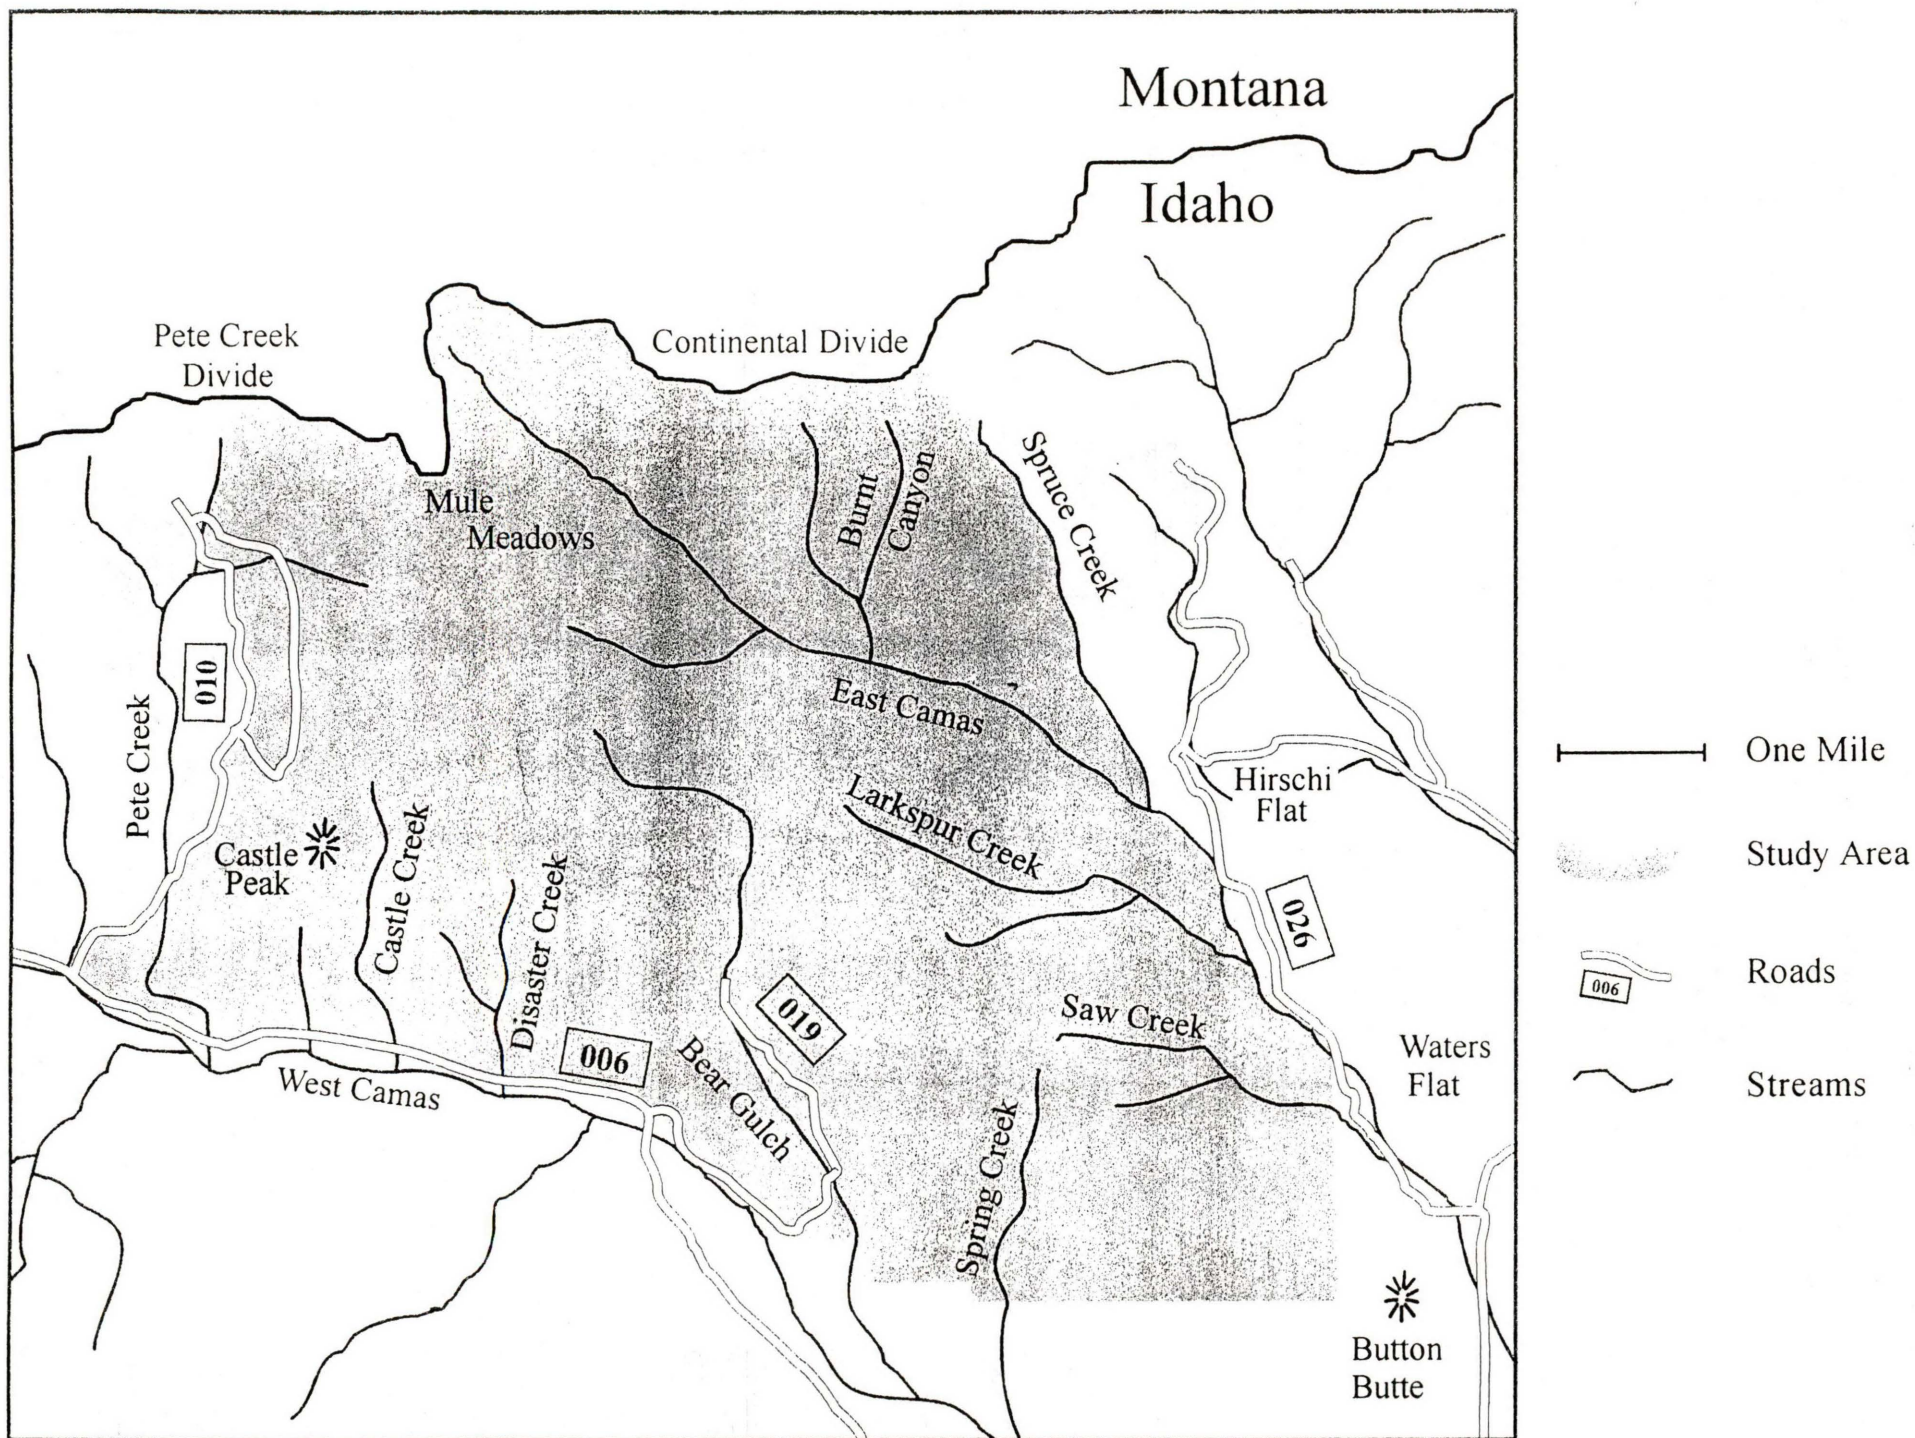 Montana
Idaho
Pete Creek
Divide
Continental Divide
Mule
Meadows
Burnt
Canyon
Spruce Creek
010
Pete Creek
East Camas
Hirschi
Flat
Larkspur Creek
Castle
Peak
Castle Creek
Disaster Creek
026
019
Saw Creek
006
Bear Gulch
Waters
Flat
West Camas
Spring Creek
Button
Butte
One Mile
Study Area
Roads
006
Streams